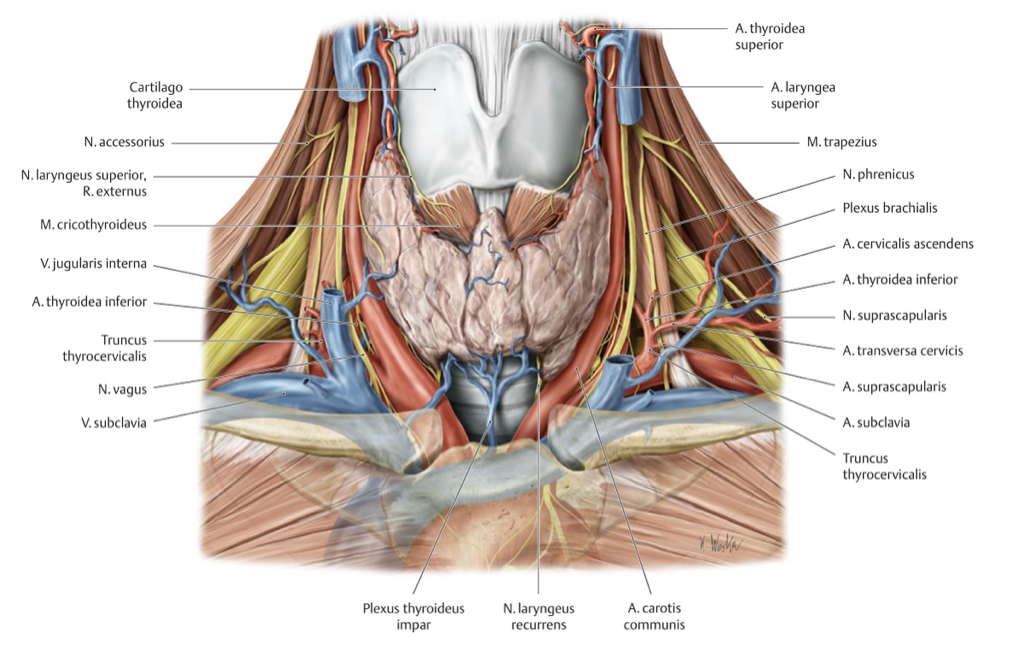 Cartilago
thyroidea
N. accessorius
N. laryngeus superior,
R. externus
M. cricothyroideus
V. jugularis interna
A. thyroidea inferior
Truncus
thyrocervicalis
N. vagus
V. subclavia
A. thyroidea
superior
A. laryngea
superior
M. trapezius
N. phrenicus
Plexus brachialis
A. cervicalis ascendens
A. thyroidea inferior
N. suprascapularis
A. transversa cervicis
A. suprascapularis
A. subclavia
Truncus
thyrocervicalis
Plexus thyroideus
impar
N. laryngeus
recurrens
A. carotis
communis